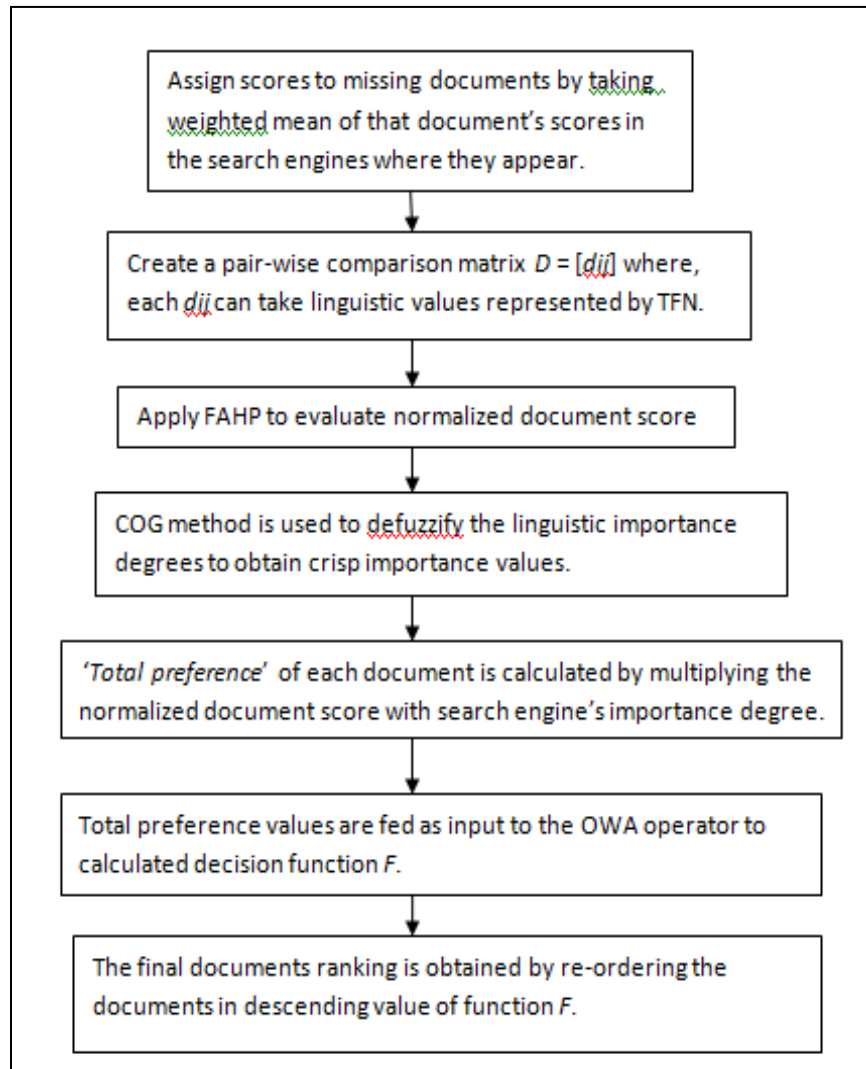 Assign scores to missing documents by taking
weighted mean of that document's scores in
the search engines where they appear.
Create a pair-wise comparison matrix D = [dij] where,
each dij can take linguistic values represented by TFN.
Apply FAHP to evaluate normalized document score
COG method is used to defuzzify the linguistic importance
degrees to obtain crisp importance values.
‘Total preference’ of each document is calculated by multiplying the
normalized document score with search engine's importance degree.
Total preference values are fed as input to the OWA operator to
calculated decision function F.
The final documents ranking is obtained by re-ordering the
documents in descending value of function F.